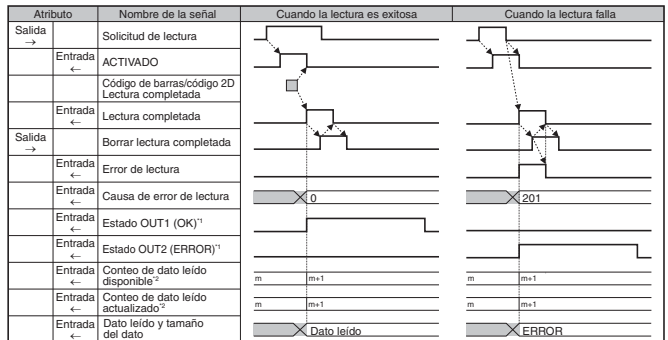 Atributo Nombre de la señal Cuando la lectura es exitosa Cuando la lectura falla
Salida → Solicitud de lectura
Entrada ← ACTIVADO
Código de barras/código 2D
Lectura completada
Entrada ← Lectura completada
Salida → Borrar lectura completada
Entrada ← Error de lectura
Entrada ← Causa de error de lectura 0 201
Entrada ← Estado OUT1 (OK)*1
Entrada ← Estado OUT2 (ERROR)*1
Entrada ← Conteo de dato leído
disponible*2 m m+1 m m+1
Entrada ← Conteo de dato leído
actualizado*2 m m+1 m m+1
Entrada ← Dato leído y tamaño
del dato Dato leído ERROR